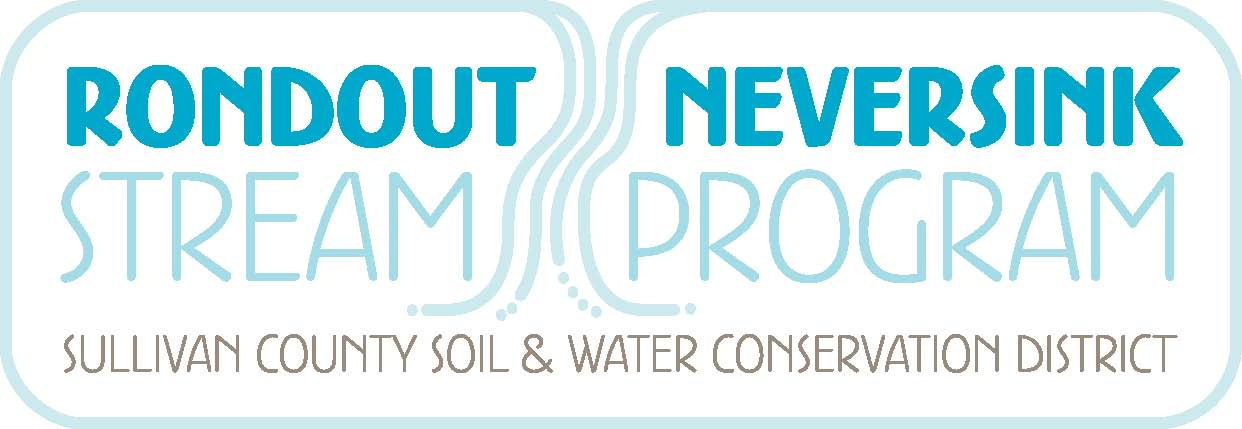 RONDOUT NEVERSINK
STREAM PROGRAM
SULLIVAN COUNTY SOIL & WATER CONSERVATION DISTRICT